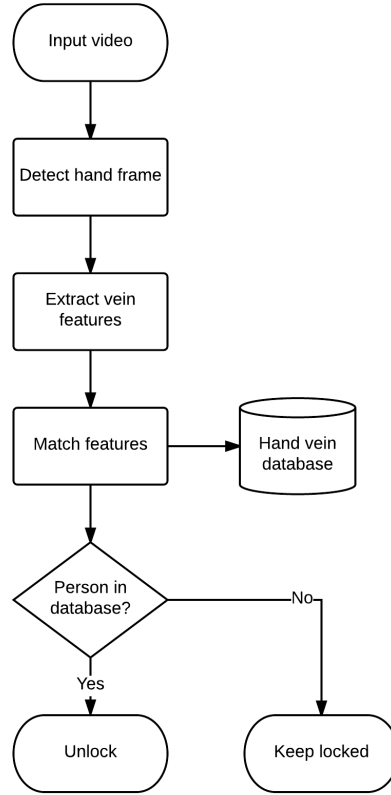 Input video
Detect hand frame
Extract vein
features
Match features
Hand vein
database
Person in
database?
No
Yes
Unlock
Keep locked